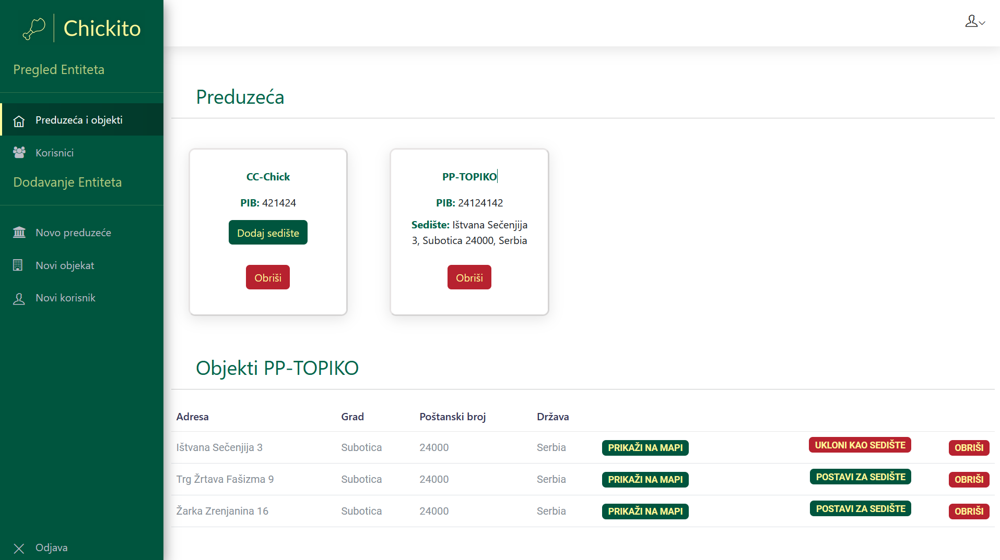 Chickito
Pregled Entiteta
Preduzeća i objekti
Korisnici
Dodavanje Entiteta
Novo preduzeće
Novi objekat
Novi korisnik
Odjava
Preduzeća
CC-Chick
PIB: 421424
Dodaj sedište
Obriši
PP-TOPIKO
PIB: 24124142
Sedište: Ištvana Sečenjija
3, Subotica 24000, Serbia
Obriši
Objekti PP-TOPIKO
Adresa Grad Poštanski broj Država
Ištvana Sečenjija 3 Subotica 24000 Serbia PRIKAŽI NA MAPI UKLONI KAO SEDIŠTE OBRIŠI
Trg Žrtava Fašizma 9 Subotica 24000 Serbia PRIKAŽI NA MAPI POSTAVI ZA SEDIŠTE OBRIŠI
Žarka Zrenjanina 16 Subotica 24000 Serbia PRIKAŽI NA MAPI POSTAVI ZA SEDIŠTE OBRIŠI